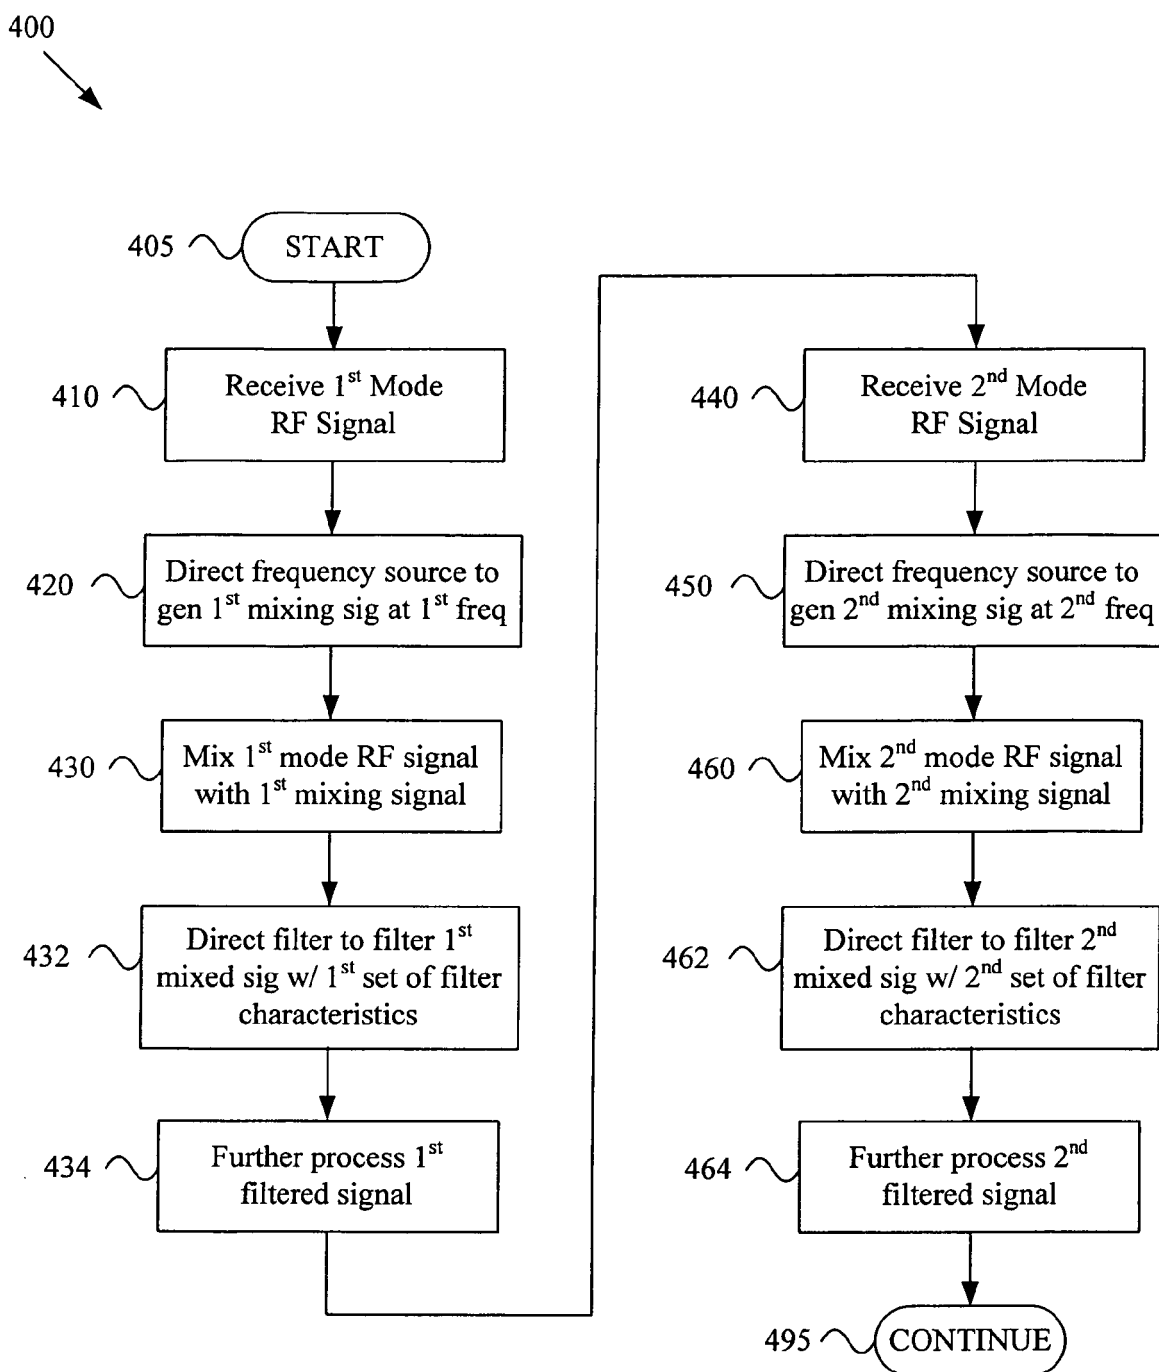 400
405
START
410
Receive 1st Mode
RF Signal
420
Direct frequency source to
gen 1st mixing sig at 1st freq
430
Mix 1st mode RF signal
with 1st mixing signal
432
Direct filter to filter 1st
mixed sig w/ 1st set of filter
characteristics
434
Further process 1st
filtered signal
440
Receive 2nd Mode
RF Signal
450
Direct frequency source to
gen 2nd mixing sig at 2nd freq
460
Mix 2nd mode RF signal
with 2nd mixing signal
462
Direct filter to filter 2nd
mixed sig w/ 2nd set of filter
characteristics
464
Further process 2nd
filtered signal
495
CONTINUE